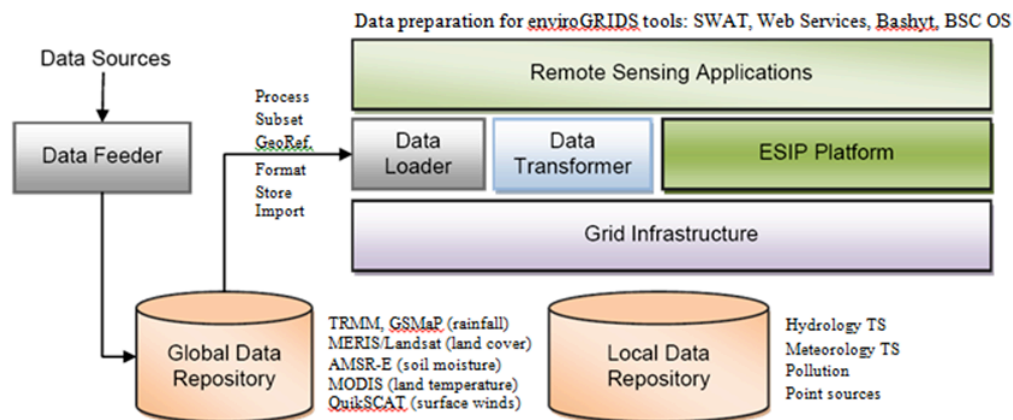 Data preparation for enviroGRIDS tools: SWAT, Web Services, Bashyt, BSC OS
Data Sources
Remote Sensing Applications
Process
Subset
GeoRef.
Format
Store
Import
Data Feeder
Data
Loader
Data
Transformer
ESIP Platform
Grid Infrastructure
Global Data
Repository
TRMM, GSMaP (rainfall)
MERIS/Landsat (land cover)
AMSR-E (soil moisture)
MODIS (land temperature)
QuikSCAT (surface winds)
Local Data
Repository
Hydrology TS
Meteorology TS
Pollution
Point sources